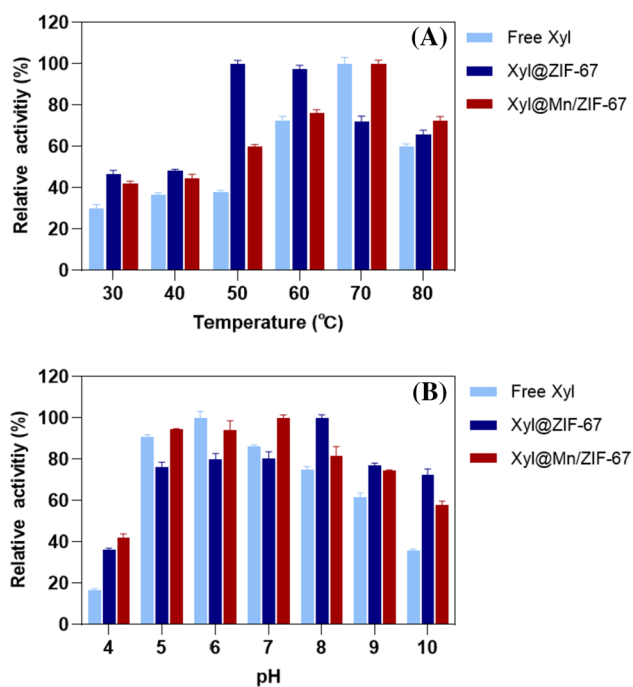 (A)
Relative activitiy (%)
120
100
80
60
40
20
0
30 40 50 60 70 80
Temperature (℃)
Free Xyl
Xyl@ZIF-67
Xyl@Mn/ZIF-67
(B)
Relative activitiy (%)
120
100
80
60
40
20
0
4 5 6 7 8 9 10
pH
Free Xyl
Xyl@ZIF-67
Xyl@Mn/ZIF-67